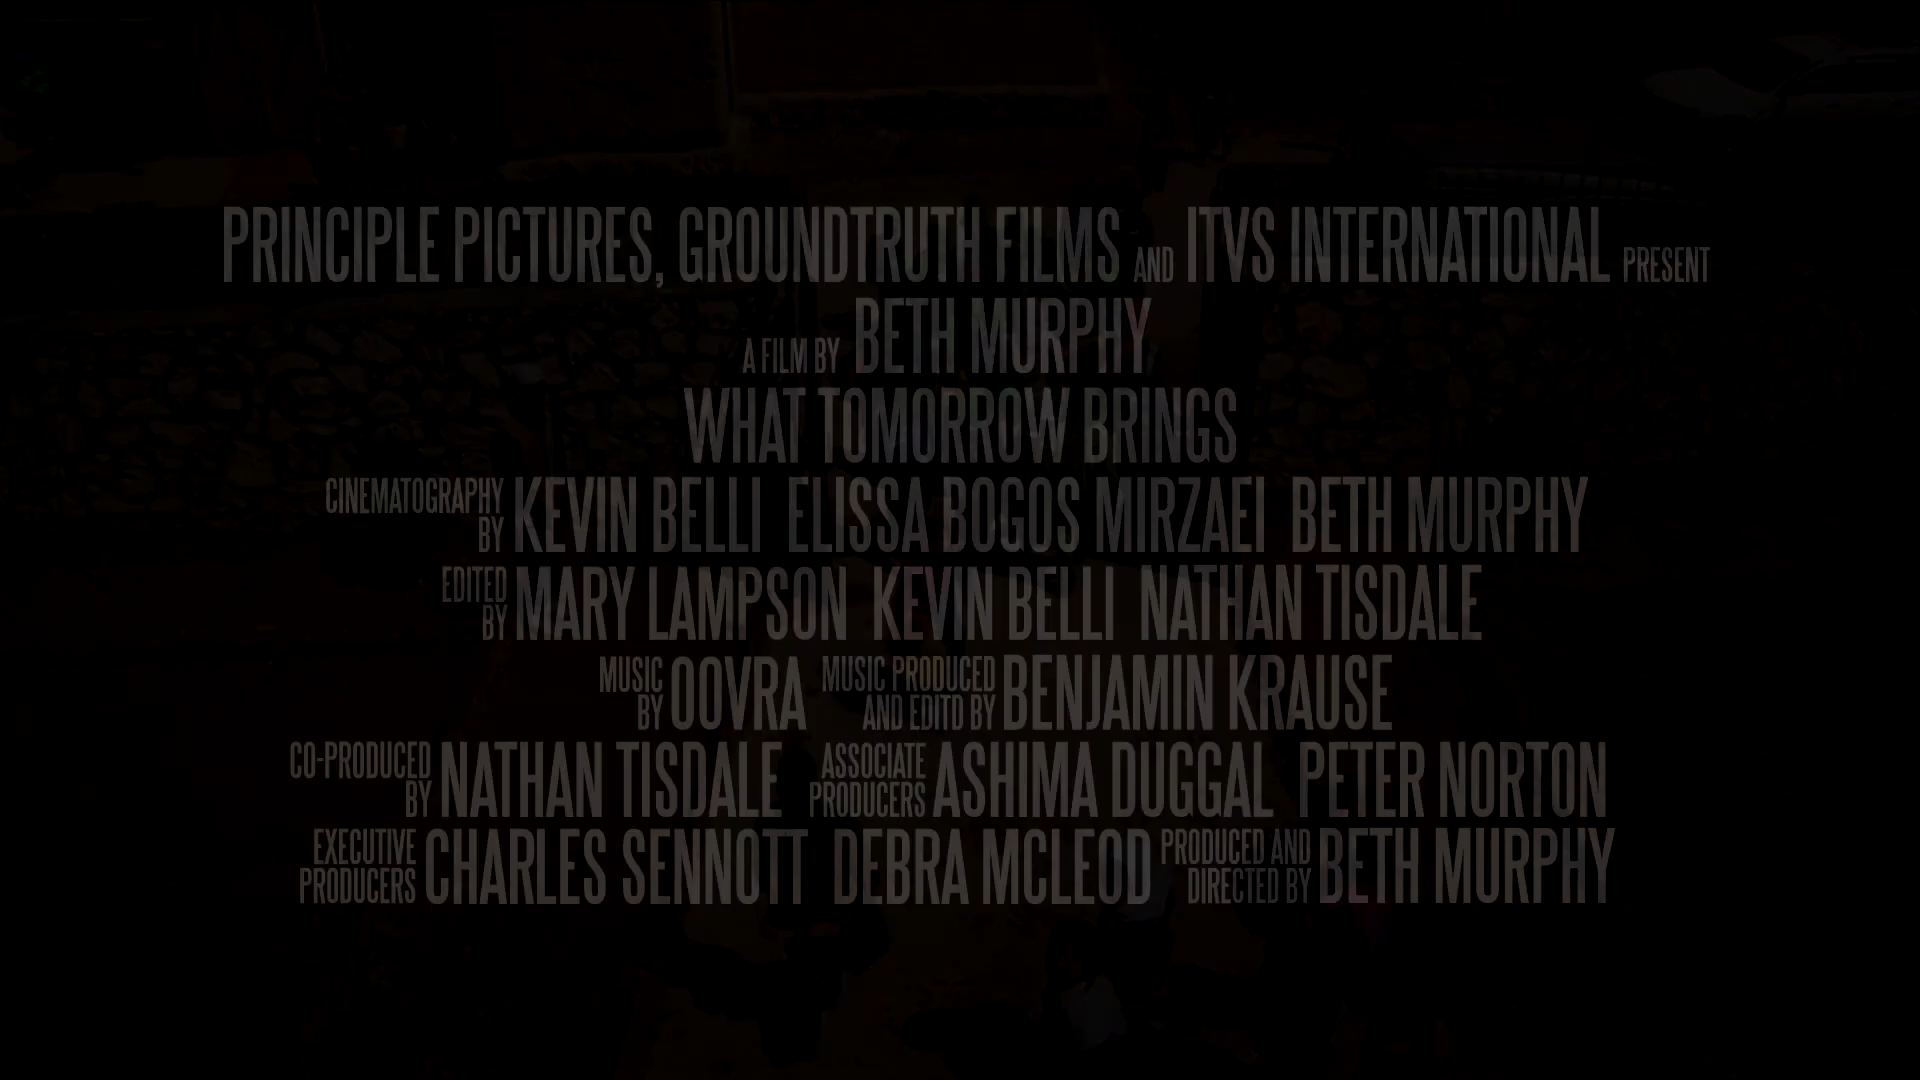 PRINCIPLE PICTURES, GROUNDTRUTH FILMS AND ITVS INTERNATIONAL PRESENT
A FILM BY BETH MURPHY
WHAT TOMORROW BRINGS
CINEMATOGRAPHY BY KEVIN BELLI ELISSA BOGOS MIRZAEI BETH MURPHY
EDITED BY MARY LAMPSON KEVIN BELLI NATHAN TISDALE
MUSIC BY OOVRA MUSIC PRODUCED AND EDITD BY BENJAMIN KRAUSE
CO-PRODUCED BY NATHAN TISDALE ASSOCIATE PRODUCERS ASHIMA DUGGAL PETER NORTON
EXECUTIVE PRODUCERS CHARLES SENNOTT DEBRA MCLEOD PRODUCED AND DIRECTED BY BETH MURPHY